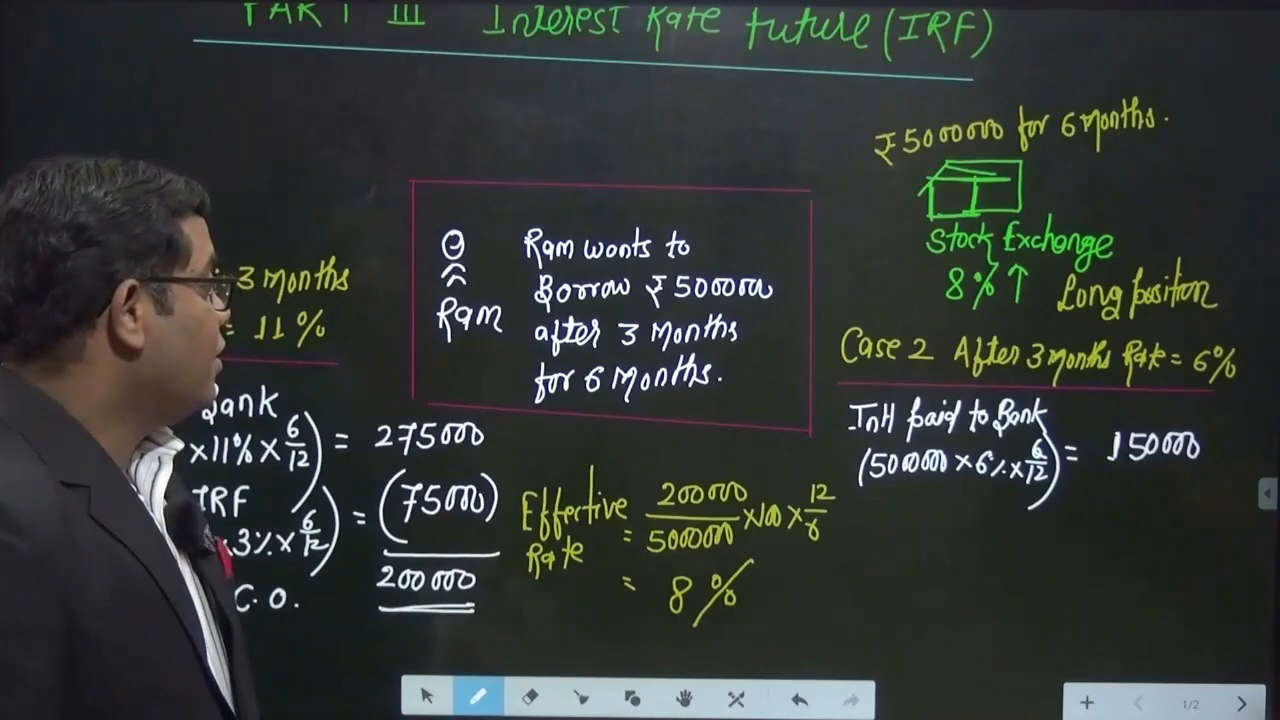 PART III Interest Rate Future (IRF)
₹5000000 for 6 Months.
Stock Exchange
8% ↑ Long position
Case 2 After 3 months Rate = 6%
Int paid to Bank
(5000000 × 6% × 6/12) = 150000
3 months
= 11%
Bank
×11% × 6/12) = 275000
IRF
3% × 6/12) = (75000)
C.O. 200000
Ram
Ram wants to
Borrow ₹5000000
after 3 Months
for 6 Months.
Effective Rate = 200000/5000000 × 100 × 12/6
= 8%
1/2